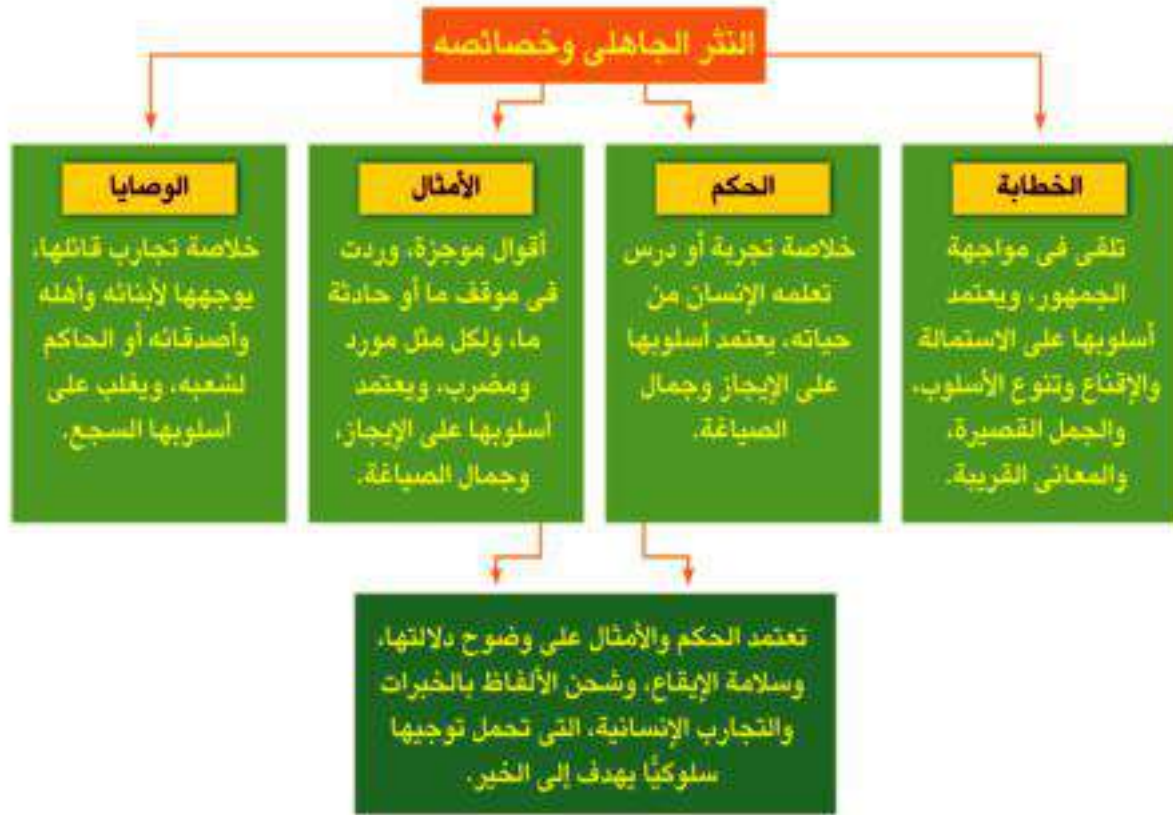 النثر الجاهلى وخصائصه
الخطابة
تلقى فى مواجهة
الجمهور، ويعتمد
أسلوبها على الاستمالة
والإقناع وتنوع الأسلوب،
والجمل القصيرة،
والمعانى القريبة.
الحكم
خلاصة تجربة أو درس
تعلمه الإنسان من
حياته، يعتمد أسلوبها
على الإيجاز وجمال
الصياغة.
الأمثال
أقوال موجزة، وردت
فى موقف ما أو حادثة
ما، ولكل مثل مورد
ومضرب، ويعتمد
أسلوبها على الإيجاز،
وجمال الصياغة.
الوصايا
خلاصة تجارب قائلها،
يوجهها لأبنائه وأهله
وأصدقائه أو الحاكم
لشعبه، ويغلب على
أسلوبها السجع.
تعتمد الحكم والأمثال على وضوح دلالتها،
وسلامة الإيقاع، وشحن الألفاظ بالخبرات
والتجارب الإنسانية، التى تحمل توجيها
سلوكيًّا يهدف إلى الخير.